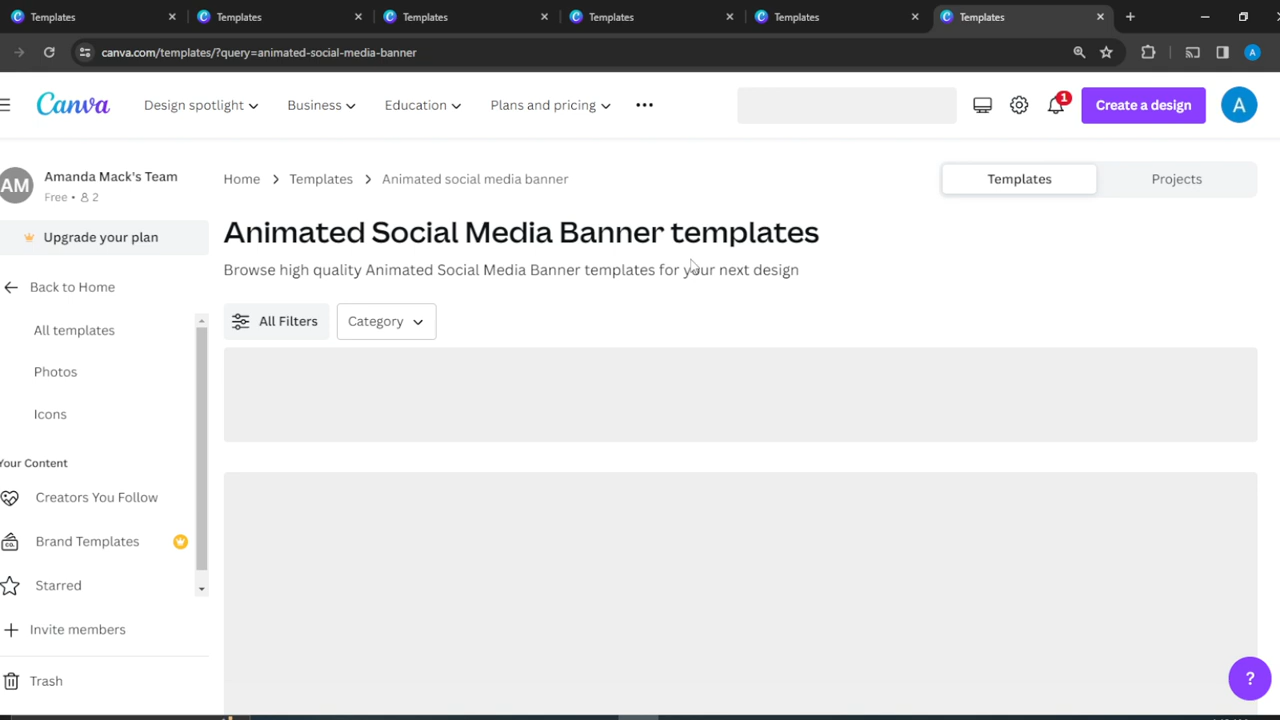 Templates Templates Templates Templates Templates Templates
canva.com/templates/?query=animated-social-media-banner A
Canva Design spotlight Business Education Plans and pricing ••• 1 Create a design A
AM Amanda Mack's Team
Free • 2
Upgrade your plan
Back to Home
All templates
Photos
Icons
Your Content
Creators You Follow
Brand Templates
Starred
Invite members
Trash
Home > Templates > Animated social media banner
Templates Projects
Animated Social Media Banner templates
Browse high quality Animated Social Media Banner templates for your next design
All Filters Category
?